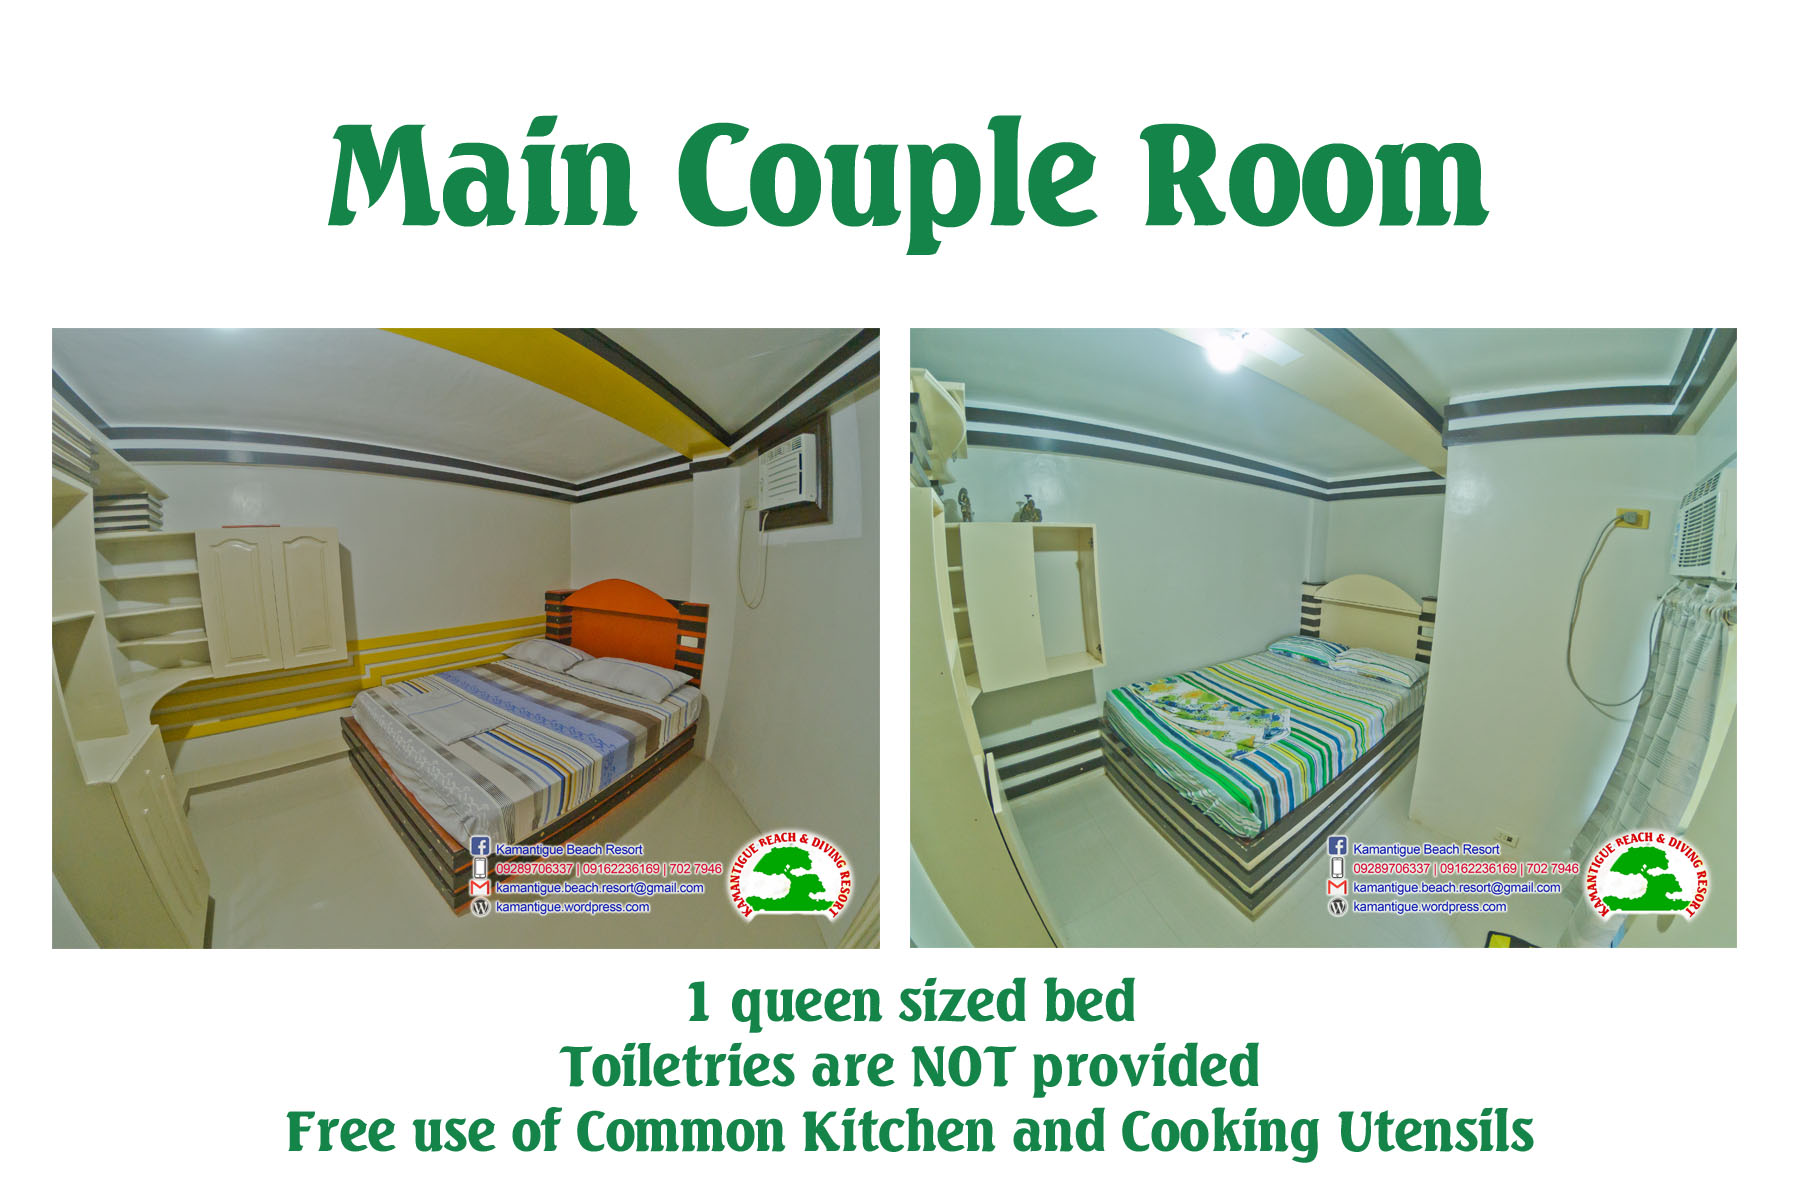 Main Couple Room
Kamantigue Beach Resort
09289706337 | 09162236169 | 702 7946
kamantigue.beach.resort@gmail.com
kamantigue.wordpress.com
KAMANTIGUE BEACH & DIVING RESORT
Kamantigue Beach Resort
09289706337 | 09162236169 | 702 7946
kamantigue.beach.resort@gmail.com
kamantigue.wordpress.com
KAMANTIGUE BEACH & DIVING RESORT
1 queen sized bed
Toiletries are NOT provided
Free use of Common Kitchen and Cooking Utensils